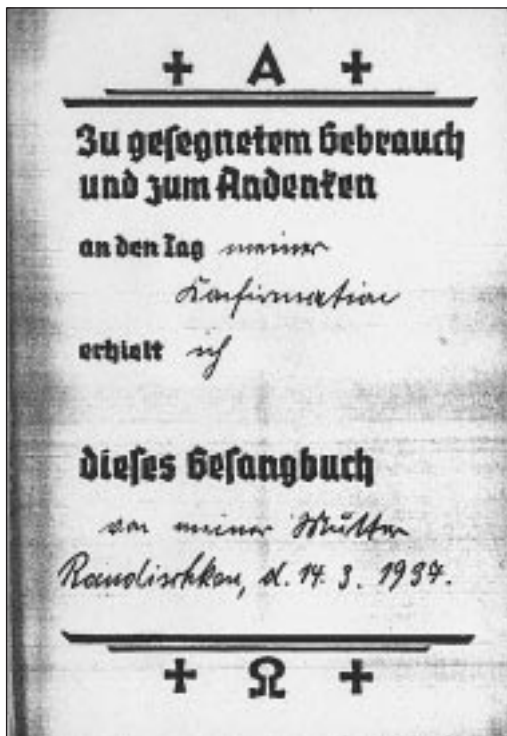 + A +
Zu gesegnetem Gebrauch
und zum Andenken
an den Tag meiner
Konfirmation
erhielt ich
dieses Gesangbuch
von meiner Mutter
Raudischken, d. 14. 3. 1937.
+ Ω +